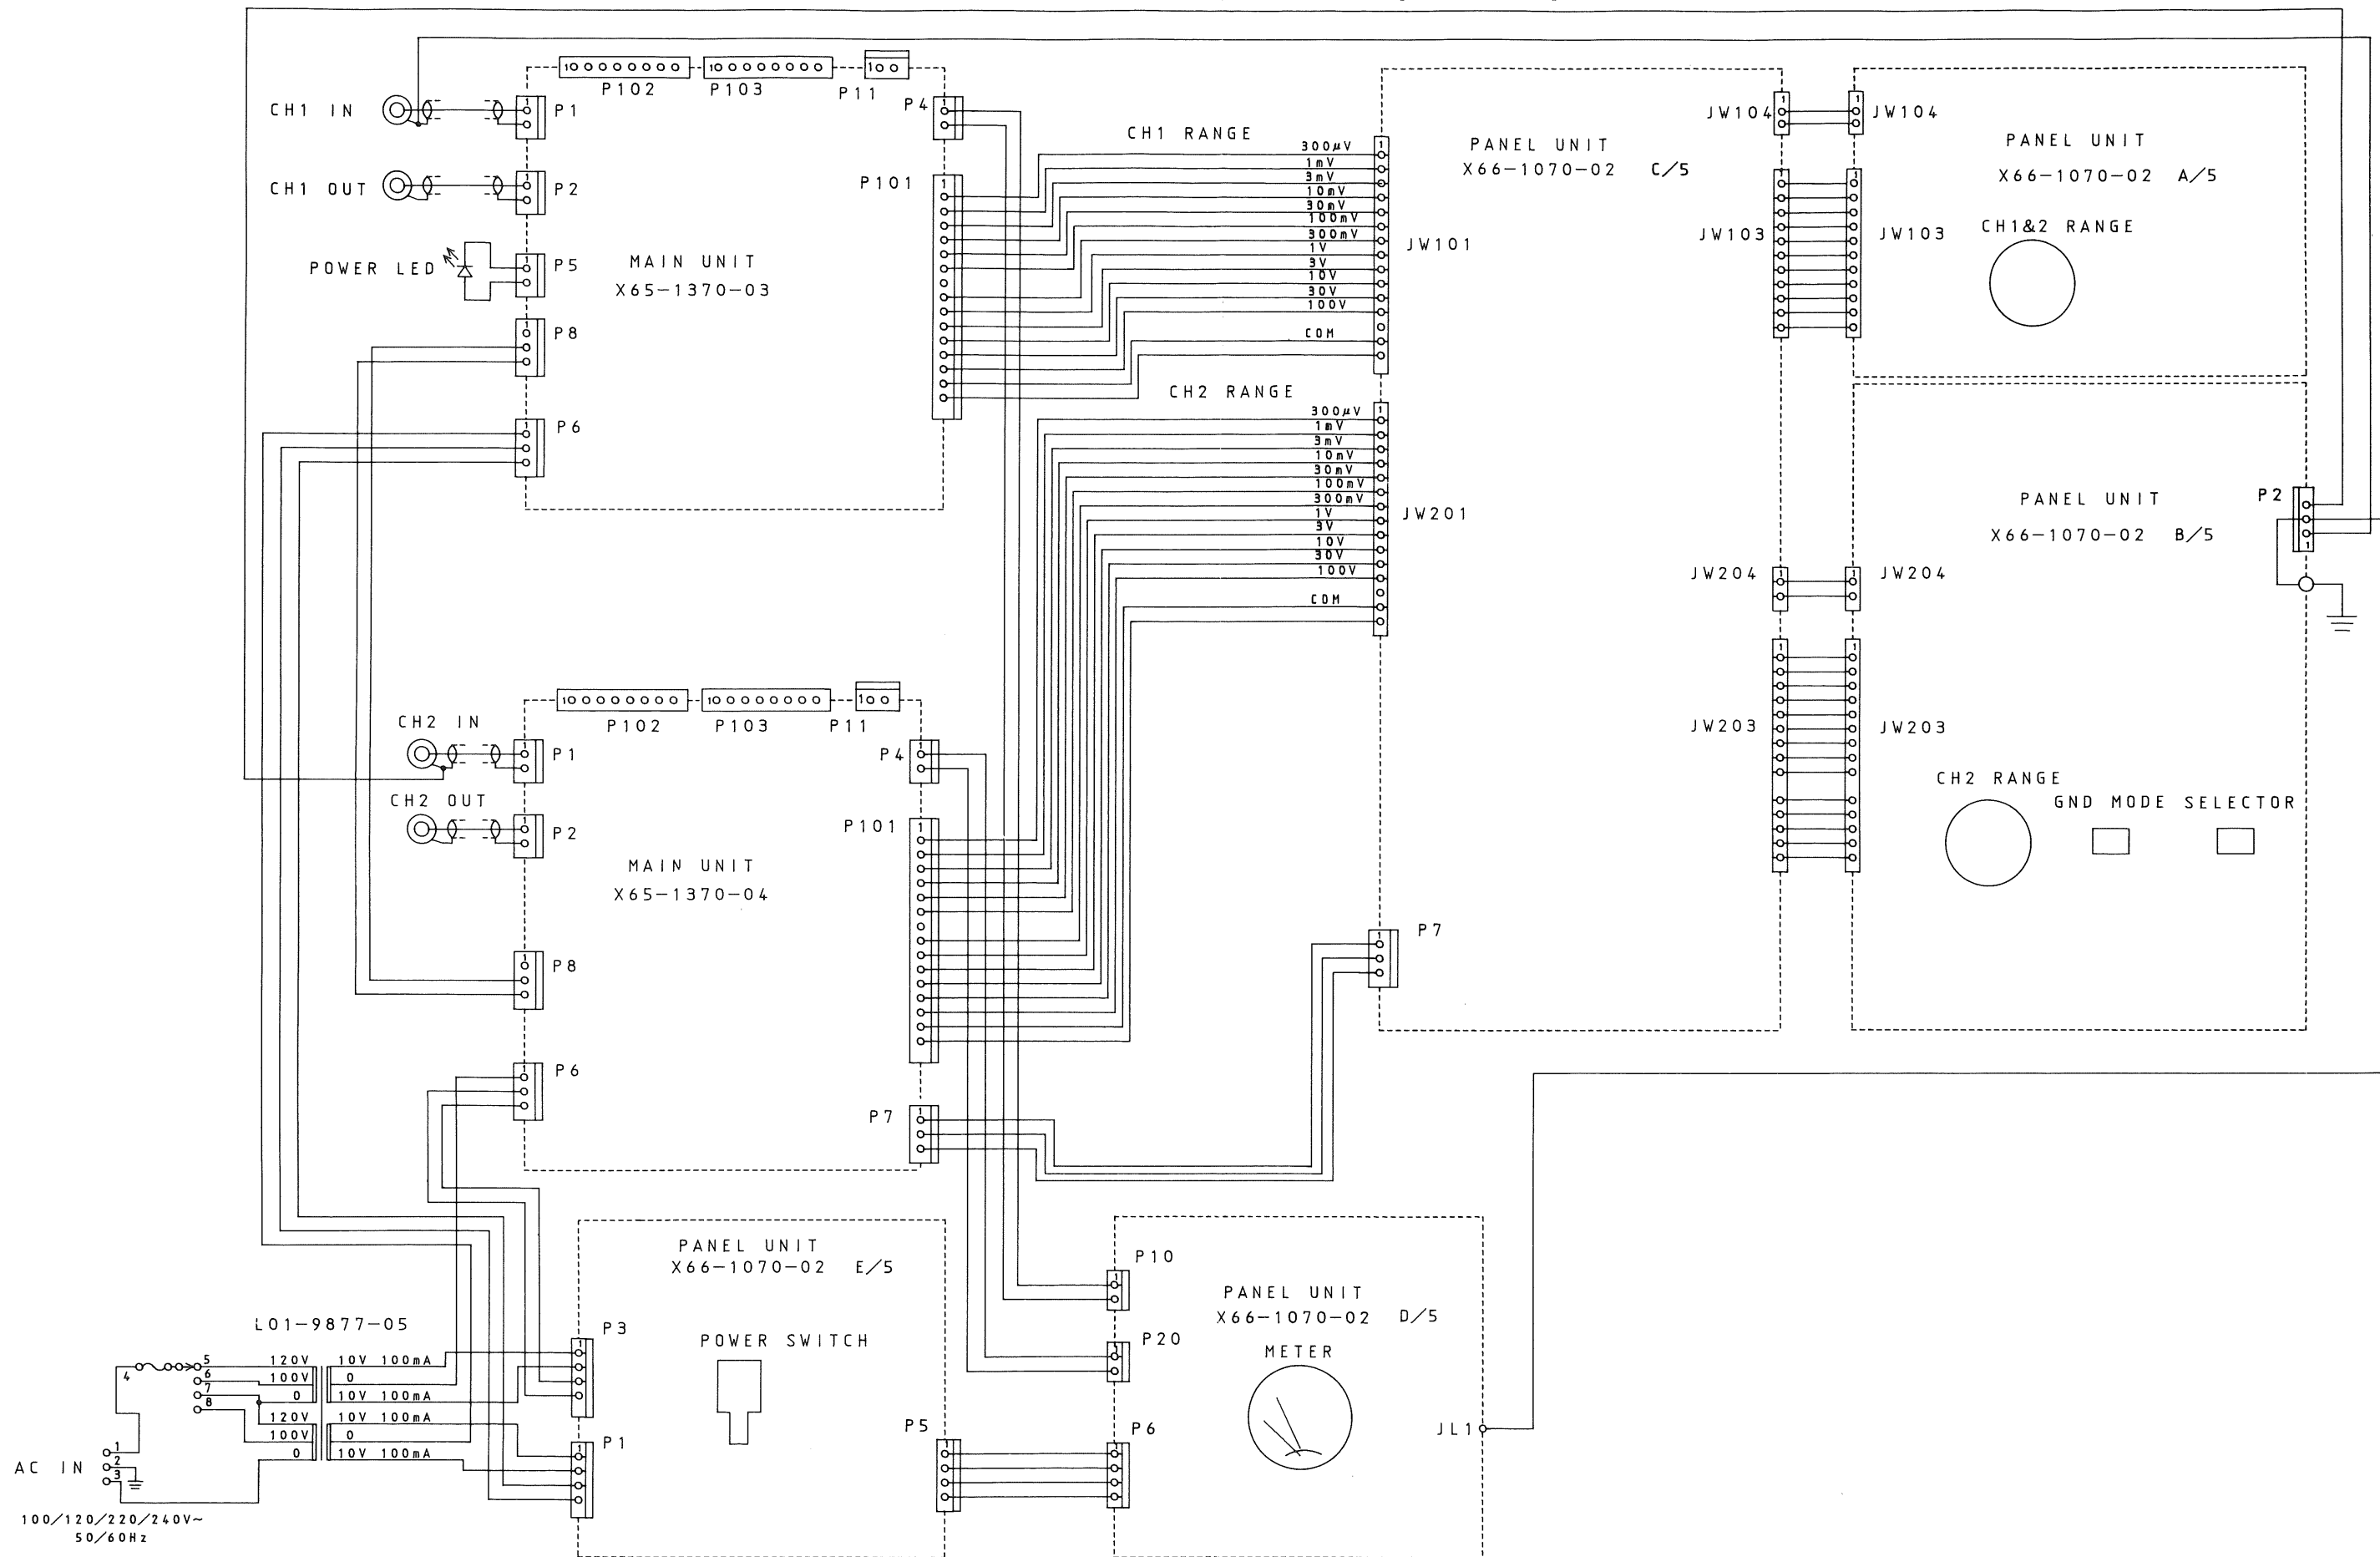 P102
P103
P11
CH1 IN
P1
P4
CH1 OUT
P2
P101
POWER LED
P5
MAIN UNIT
X65-1370-03
P8
P6
CH1 RANGE
300μV
1mV
3mV
10mV
30mV
100mV
300mV
1V
3V
10V
30V
100V
COM
JW101
PANEL UNIT
X66-1070-02 C/5
JW104
JW104
JW103
JW103
PANEL UNIT
X66-1070-02 A/5
CH1&2 RANGE
CH2 RANGE
300μV
1mV
3mV
10mV
30mV
100mV
300mV
1V
3V
10V
30V
100V
COM
JW201
PANEL UNIT
X66-1070-02 B/5
P2
JW204
JW204
JW203
JW203
CH2 RANGE
GND MODE SELECTOR
P7
P102
P103
P11
CH2 IN
P1
P4
CH2 OUT
P2
P101
MAIN UNIT
X65-1370-04
P8
P6
P7
PANEL UNIT
X66-1070-02 E/5
POWER SWITCH
P3
P1
P5
P10
PANEL UNIT
X66-1070-02 D/5
P20
METER
P6
JL1
L01-9877-05
4
5
6
7
8
120V
100V
0
120V
100V
0
10V 100mA
0
10V 100mA
10V 100mA
0
10V 100mA
AC IN
1
2
3
100/120/220/240V~
50/60Hz